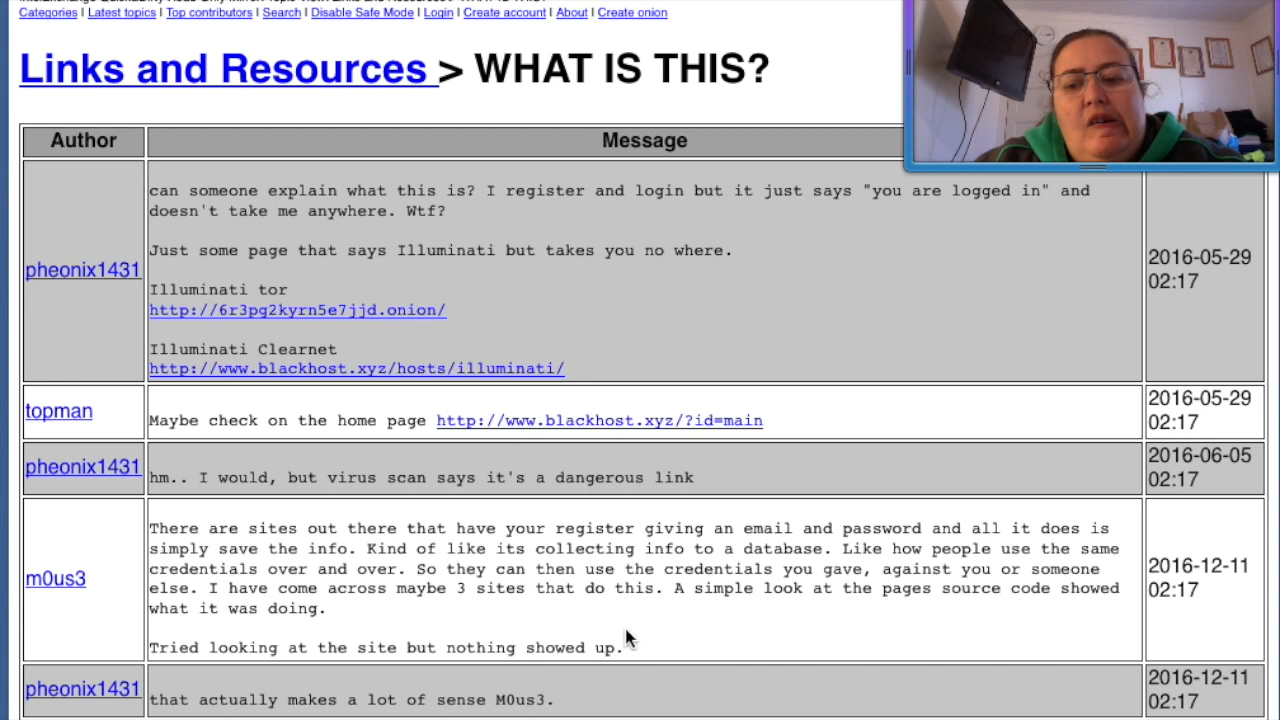 Categories | Latest topics | Top contributors | Search | Disable Safe Mode | Login | Create account | About | Create onion
Links and Resources > WHAT IS THIS?
Author
Message
pheonix1431
can someone explain what this is? I register and login but it just says "you are logged in" and
doesn't take me anywhere. Wtf?
Just some page that says Illuminati but takes you no where.
Illuminati tor
http://6r3pg2kyrn5e7jjd.onion/
Illuminati Clearnet
http://www.blackhost.xyz/hosts/illuminati/
2016-05-29
02:17
topman
Maybe check on the home page http://www.blackhost.xyz/?id=main
2016-05-29
02:17
pheonix1431
hm.. I would, but virus scan says it's a dangerous link
2016-06-05
02:17
m0us3
There are sites out there that have your register giving an email and password and all it does is
simply save the info. Kind of like its collecting info to a database. Like how people use the same
credentials over and over. So they can then use the credentials you gave, against you or someone
else. I have come across maybe 3 sites that do this. A simple look at the pages source code showed
what it was doing.
Tried looking at the site but nothing showed up.
2016-12-11
02:17
pheonix1431
that actually makes a lot of sense M0us3.
2016-12-11
02:17